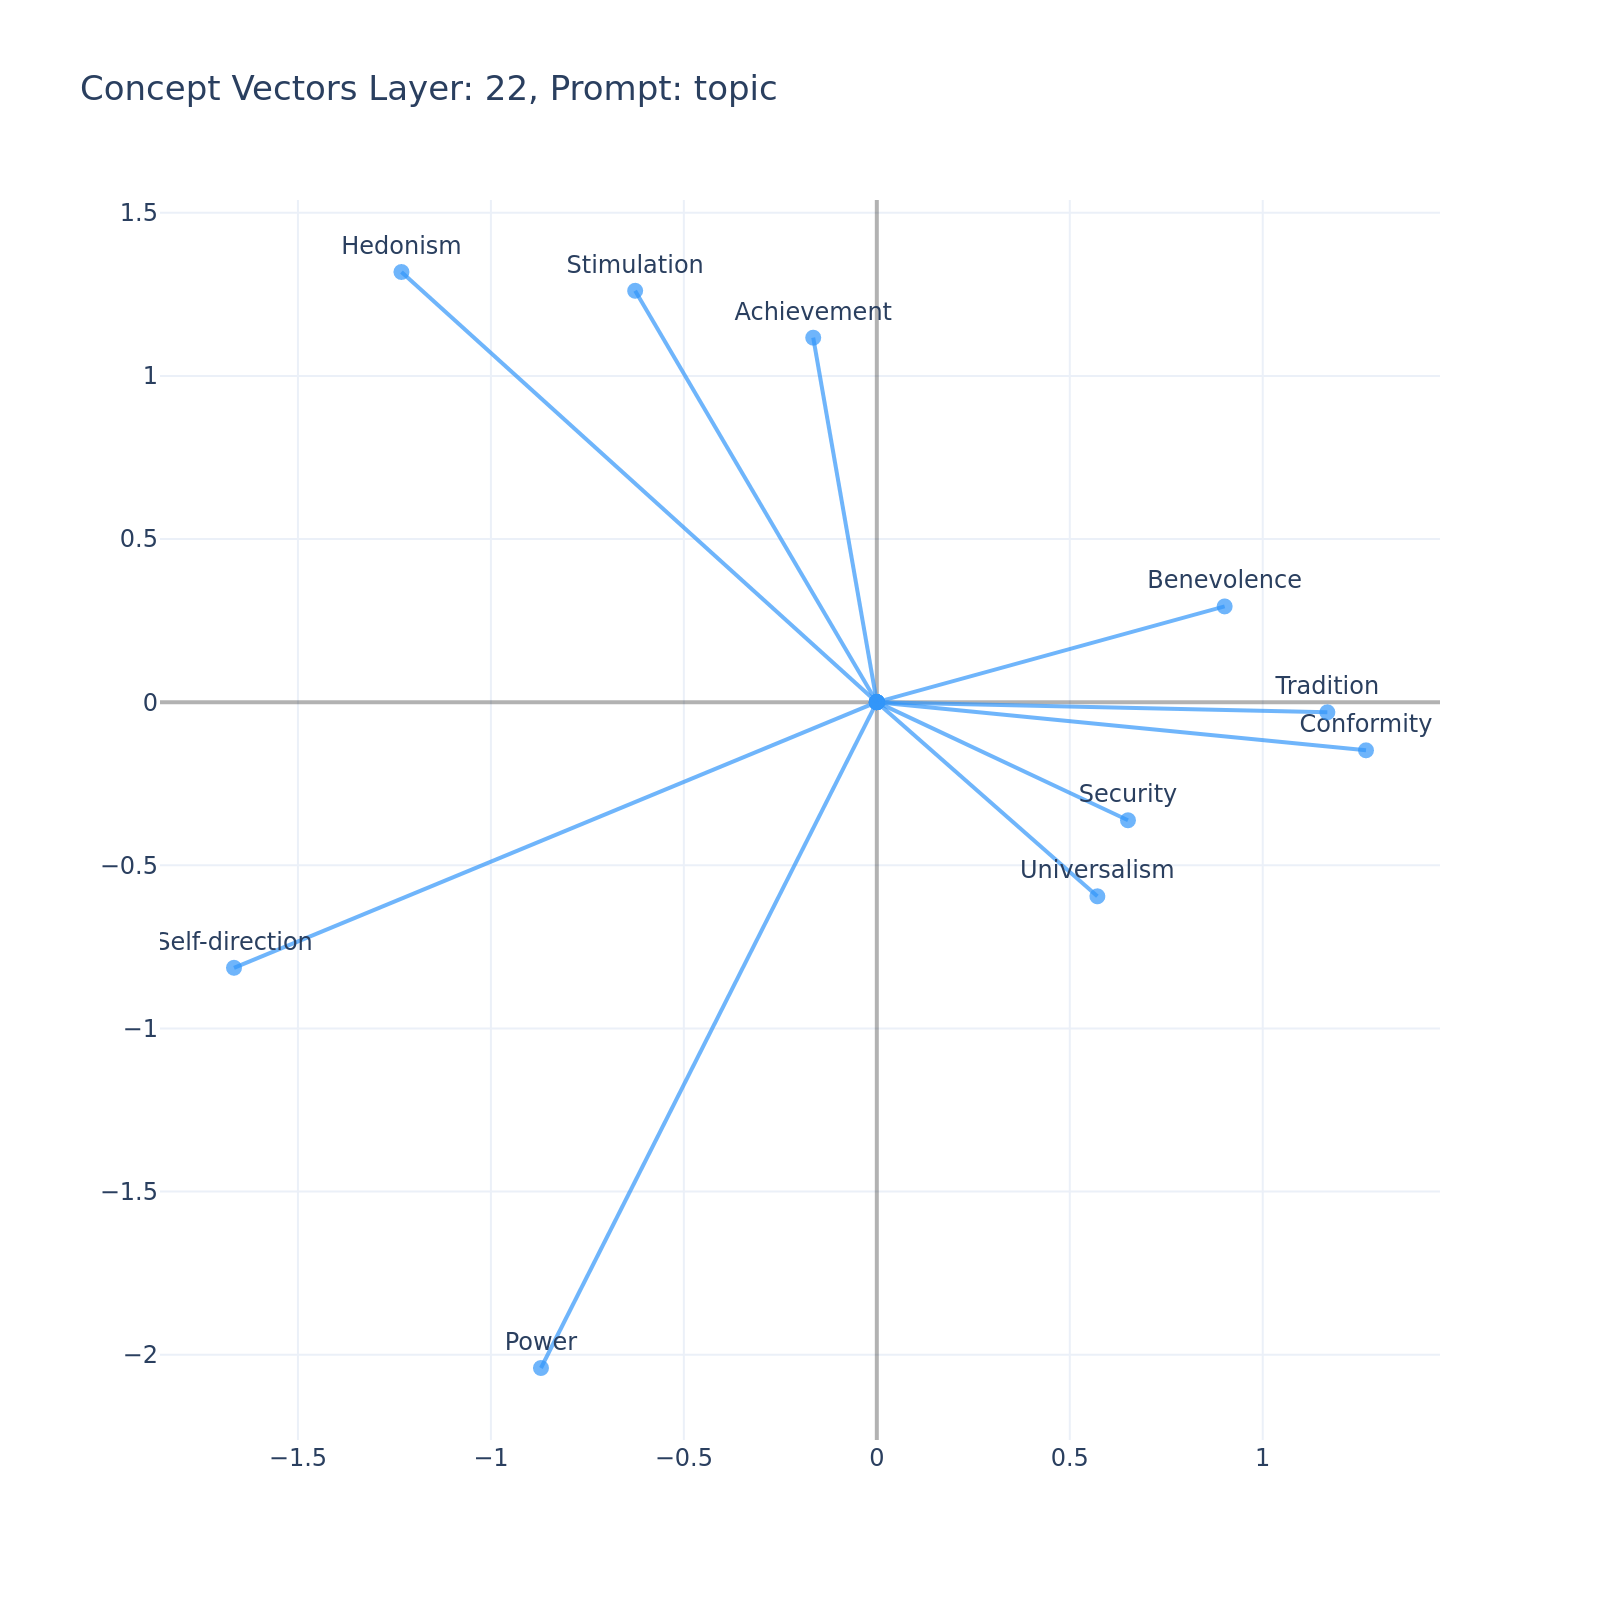 Concept Vectors Layer: 22, Prompt: topic
1.5
Hedonism
Stimulation
Achievement
1
0.5
Benevolence
Tradition
0
Conformity
Security
−0.5
Universalism
Self-direction
−1
−1.5
Power
−2
−1.5 −1 −0.5 0 0.5 1